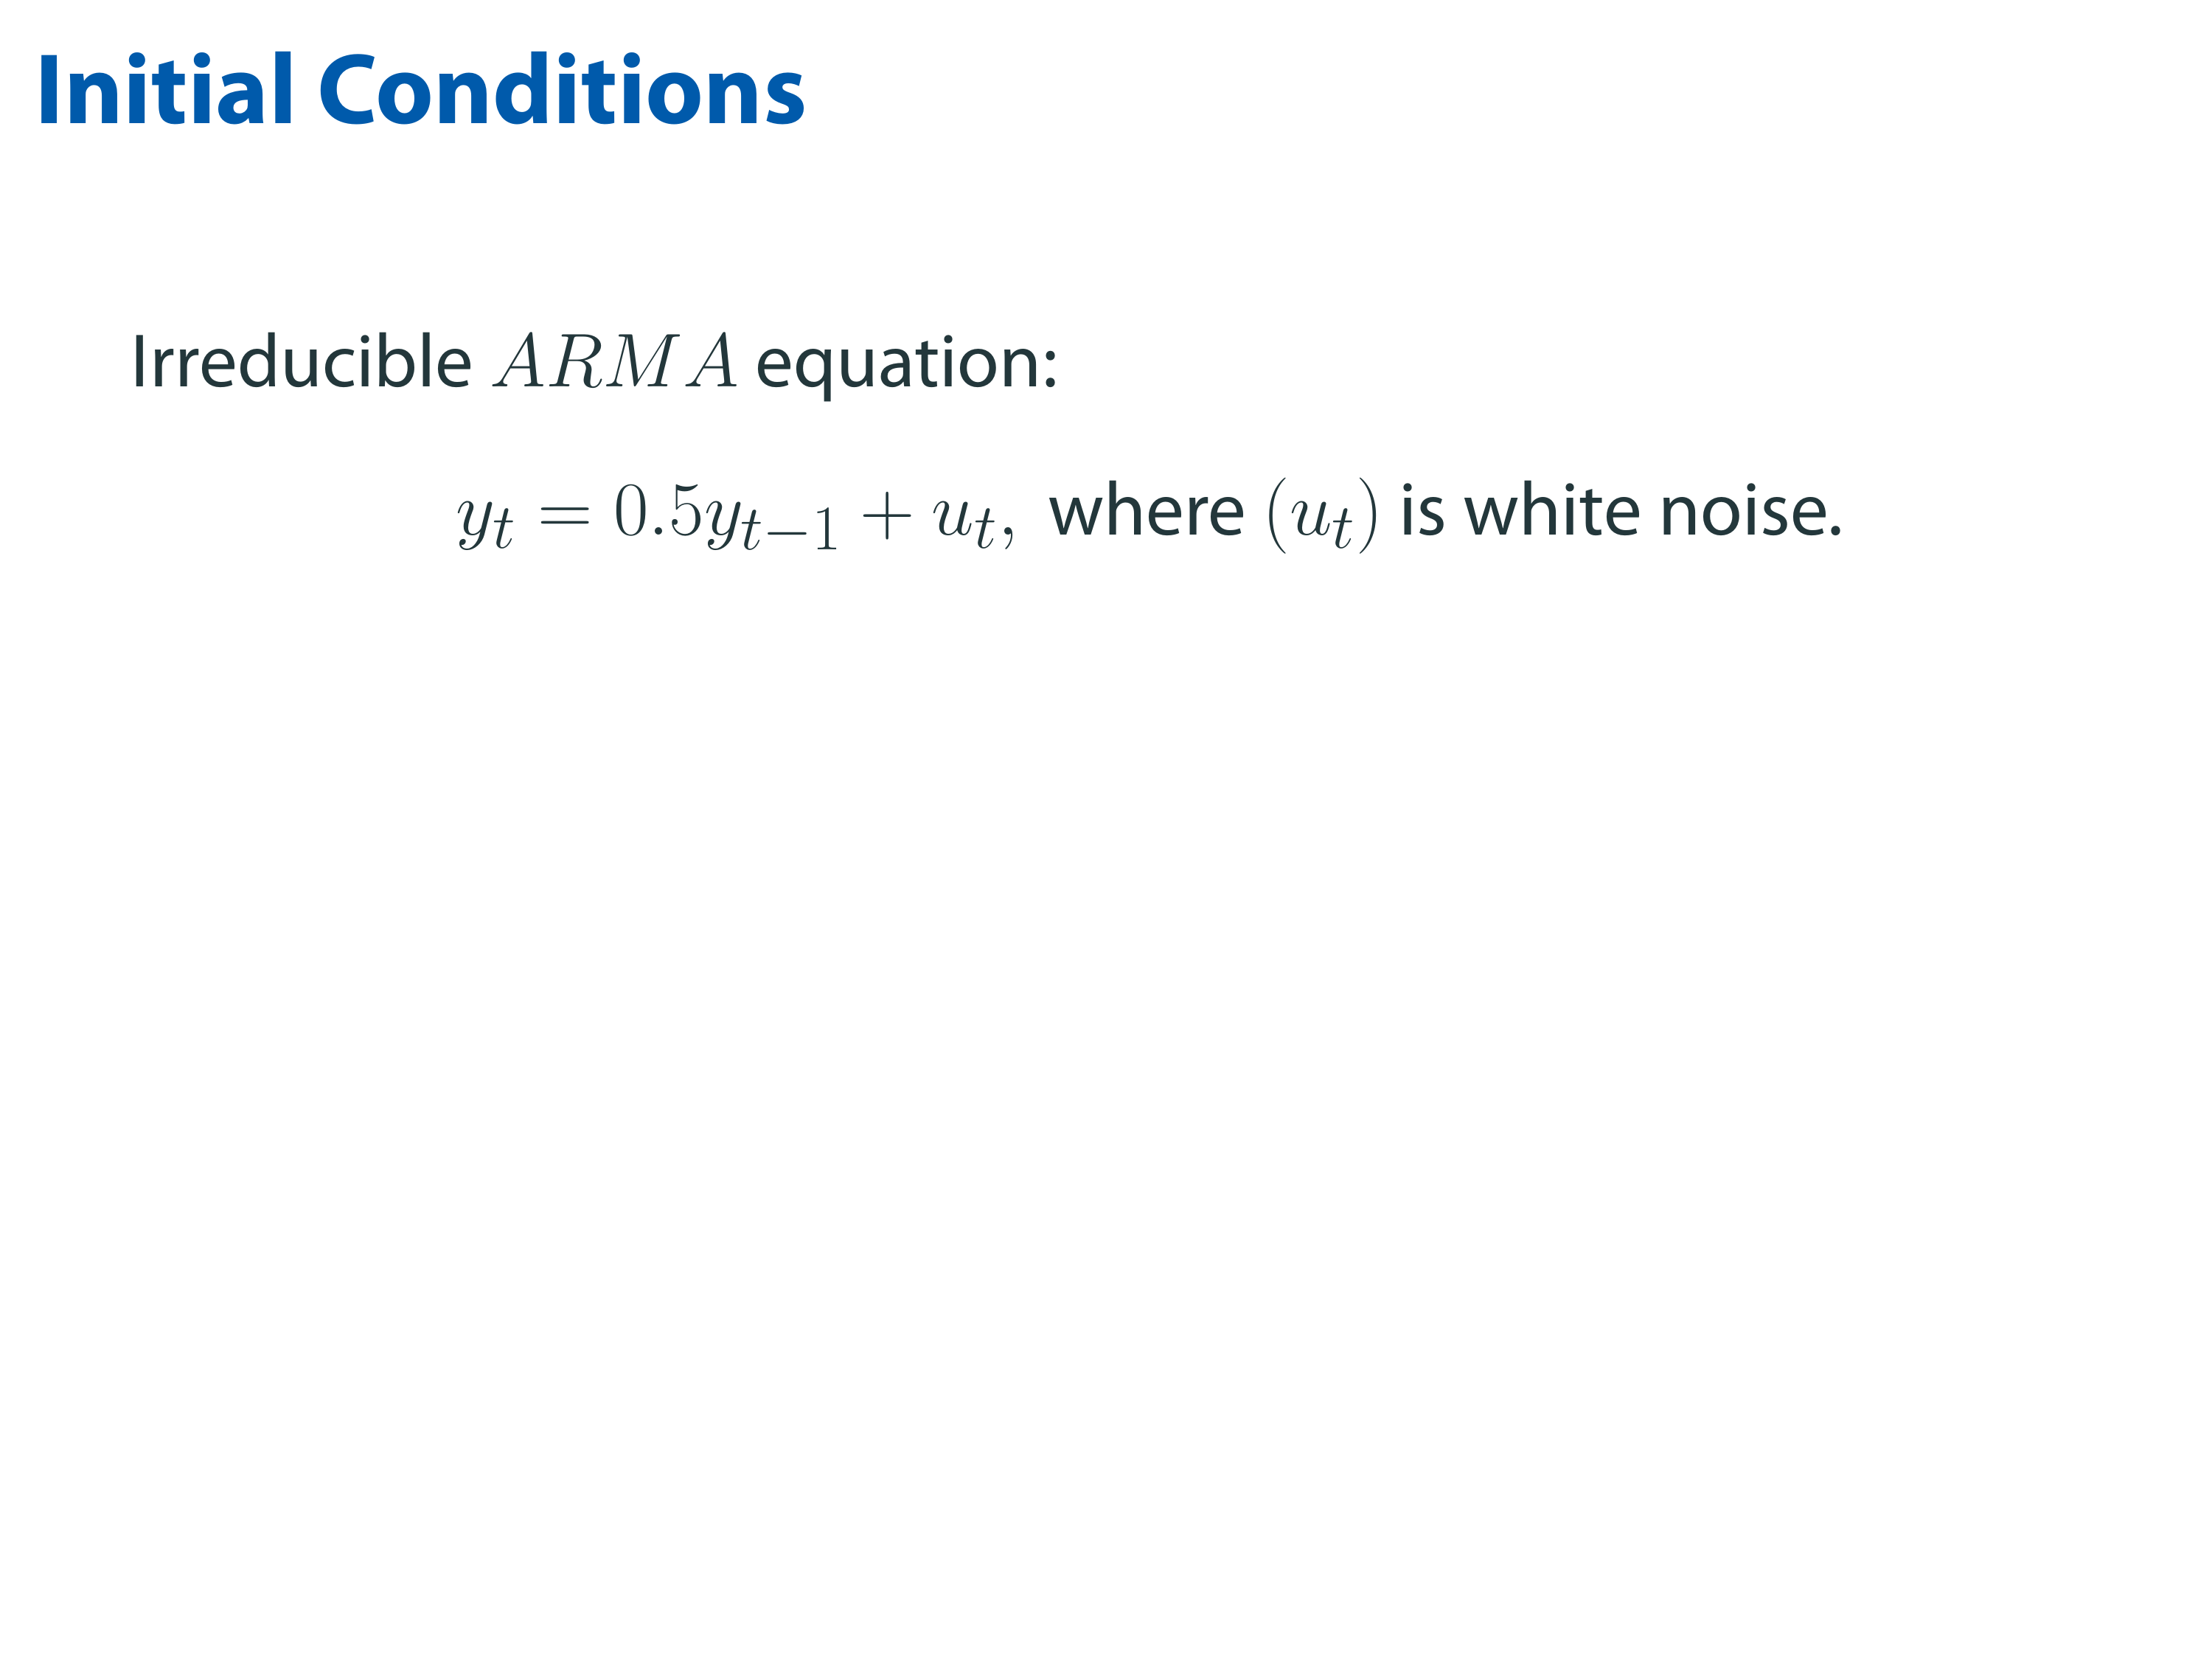 Initial Conditions
Irreducible ARMA equation:
y_t = 0.5y_{t−1} + u_t, where (u_t) is white noise.